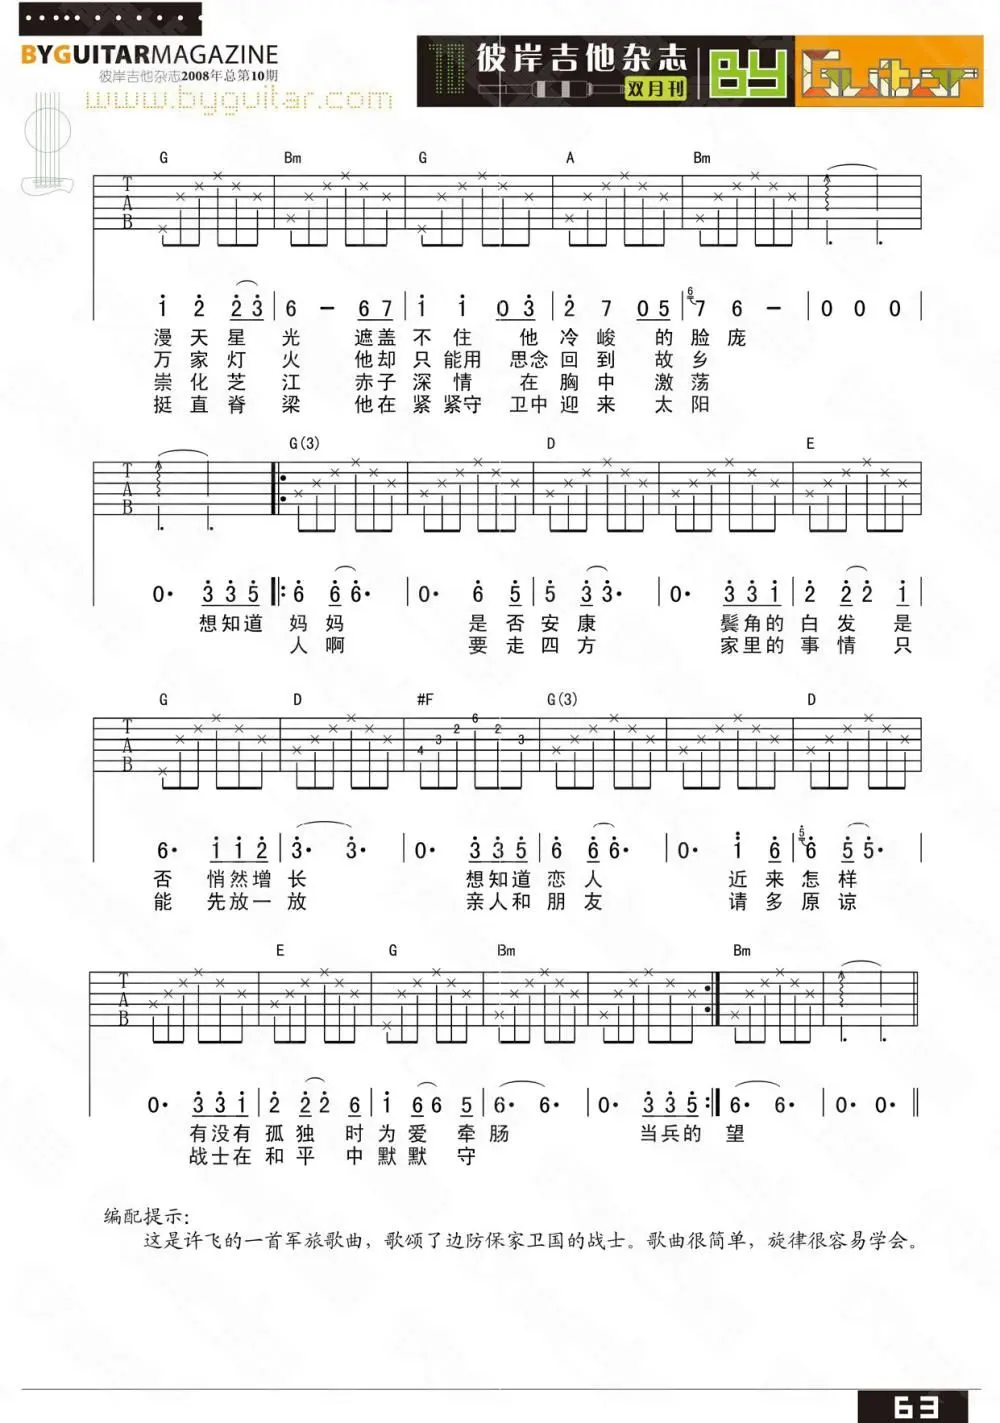 BYGUITARMAGAZINE
彼岸吉他杂志2008年总第10期
www.byguitar.com
10 彼岸吉他杂志 双月刊 BY Guitar
G Bm G A Bm
T
A
B
1 2 2 3 6 - 6 7 1 1 0 3 2 7 0 5 6 7 6 - 0 0 0
漫天星光 遮盖不住 他冷峻的脸庞
万家灯火 他却只能用 思念回到故乡
崇化芝江 赤子深情 在胸中激荡
挺直脊梁 他在紧紧守 卫中迎来太阳
G(3) D E
T
A
B
0· 3 3 5 6 6 6· 0· 6 5 5 3 3· 0· 3 3 1 2 2 2 1
想知道 妈妈 是否安康 鬓角的白发是
人啊 要走四方 家里的事情只
G D #F G(3) D
T
A
B
4 3 2 6 2 3
6· 1 1 2 3· 3· 0· 3 3 5 6 6 6· 0· 1 6 5 6 5 5·
否 悄然增长 想知道恋人 近来怎样
能 先放一放 亲人和朋友 请多原谅
E G Bm Bm
T
A
B
0· 3 3 1 2 2 2 6 1 6 6 5 6· 6· 0· 3 3 5 6· 6· 0· 0·
有没有孤独 时为爱牵肠 当兵的望
战士在和平 中默默守
编配提示:
这是许飞的一首军旅歌曲，歌颂了边防保家卫国的战士。歌曲很简单，旋律很容易学会。
63